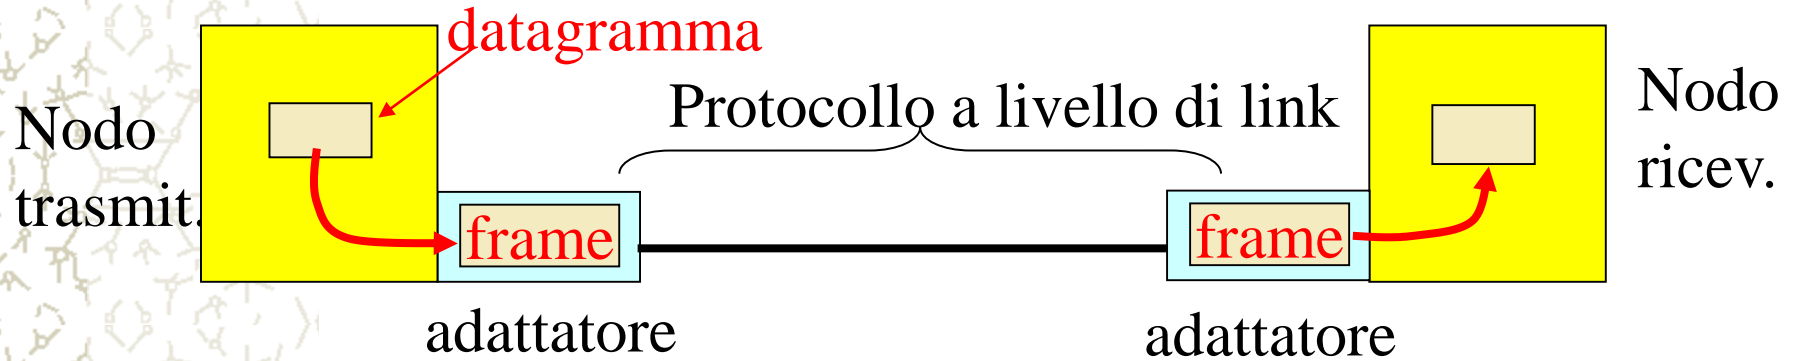 datagramma
Protocollo a livello di link
Nodo
trasmit.
Nodo
ricev.
frame
frame
adattatore
adattatore